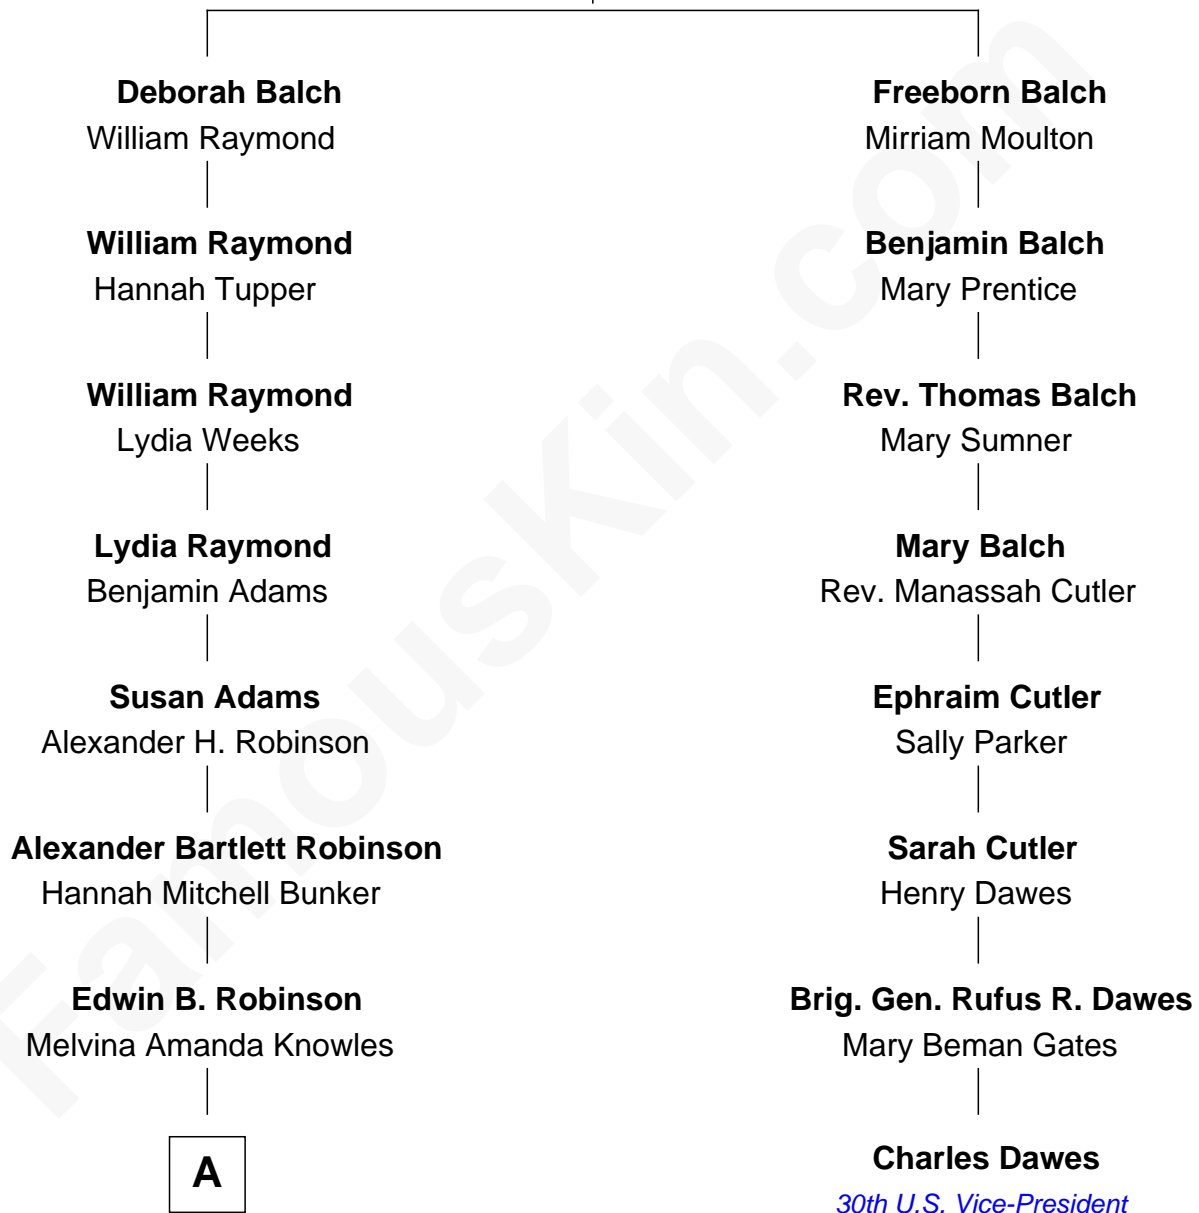 Deborah Balch
William Raymond
William Raymond
Hannah Tupper
William Raymond
Lydia Weeks
Lydia Raymond
Benjamin Adams
Susan Adams
Alexander H. Robinson
Alexander Bartlett Robinson
Hannah Mitchell Bunker
Edwin B. Robinson
Melvina Amanda Knowles
A
Freeborn Balch
Mirriam Moulton
Benjamin Balch
Mary Prentice
Rev. Thomas Balch
Mary Sumner
Mary Balch
Rev. Manassah Cutler
Ephraim Cutler
Sally Parker
Sarah Cutler
Henry Dawes
Brig. Gen. Rufus R. Dawes
Mary Beman Gates
Charles Dawes
30th U.S. Vice-President
FamousKin.com